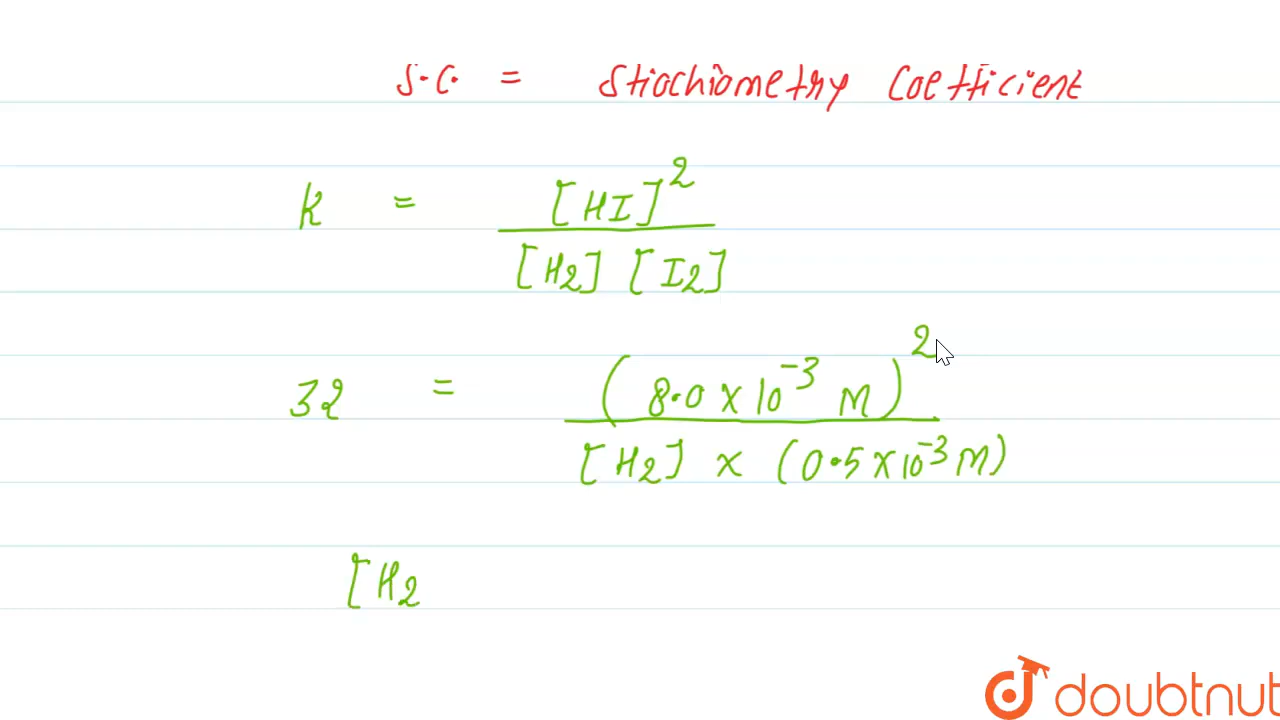 S.C. = Stiochiometry Coefficient
K = [HI]²
[H2] [I2]
32 = (8.0 x 10⁻³ M)²
[H2] x (0.5 x 10⁻³ M)
[H2
doubtnut